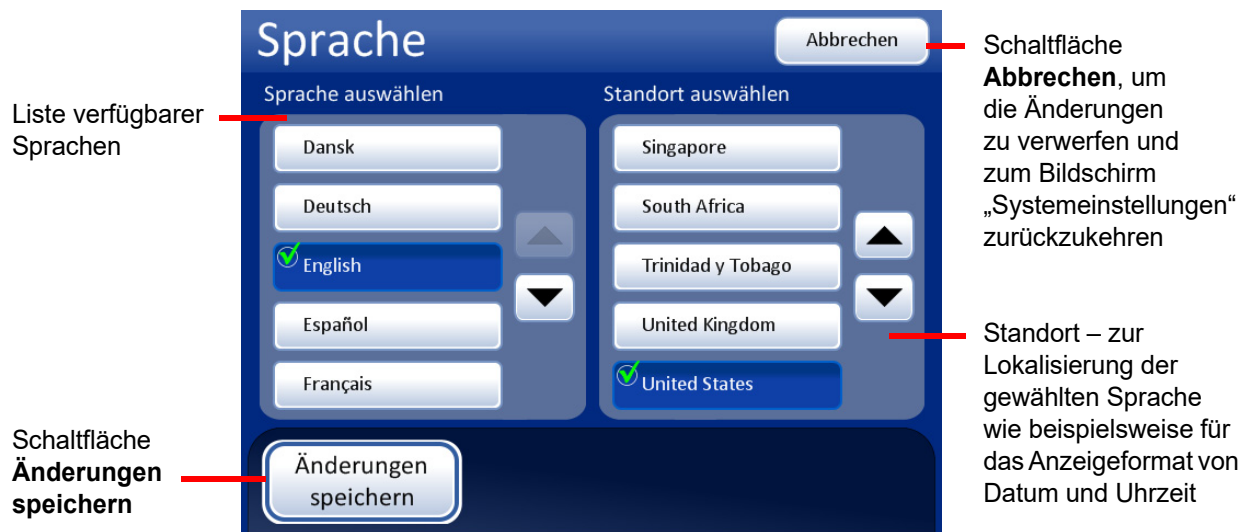 Sprache
Abbrechen
Sprache auswählen
Standort auswählen
Dansk
Deutsch
English
Español
Français
Singapore
South Africa
Trinidad y Tobago
United Kingdom
United States
Änderungen
speichern
Liste verfügbarer
Sprachen
Schaltfläche
Änderungen
speichern
Schaltfläche
Abbrechen, um
die Änderungen
zu verwerfen und
zum Bildschirm
„Systemeinstellungen“
zurückzukehren
Standort – zur
Lokalisierung der
gewählten Sprache
wie beispielsweise für
das Anzeigeformat von
Datum und Uhrzeit